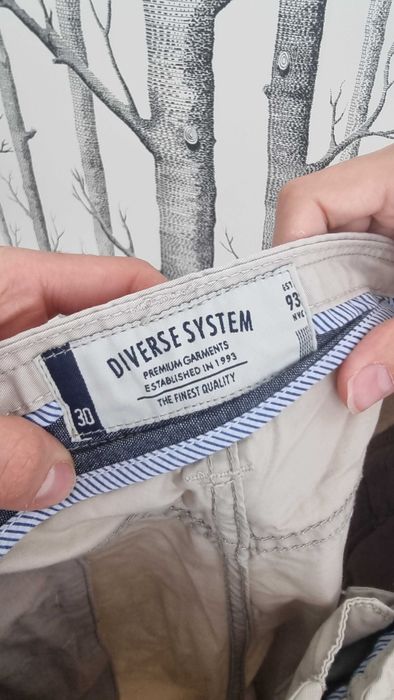 DIVERSE SYSTEM
PREMIUM GARMENTS
ESTABLISHED IN 1993
THE FINEST QUALITY
30
EST
93